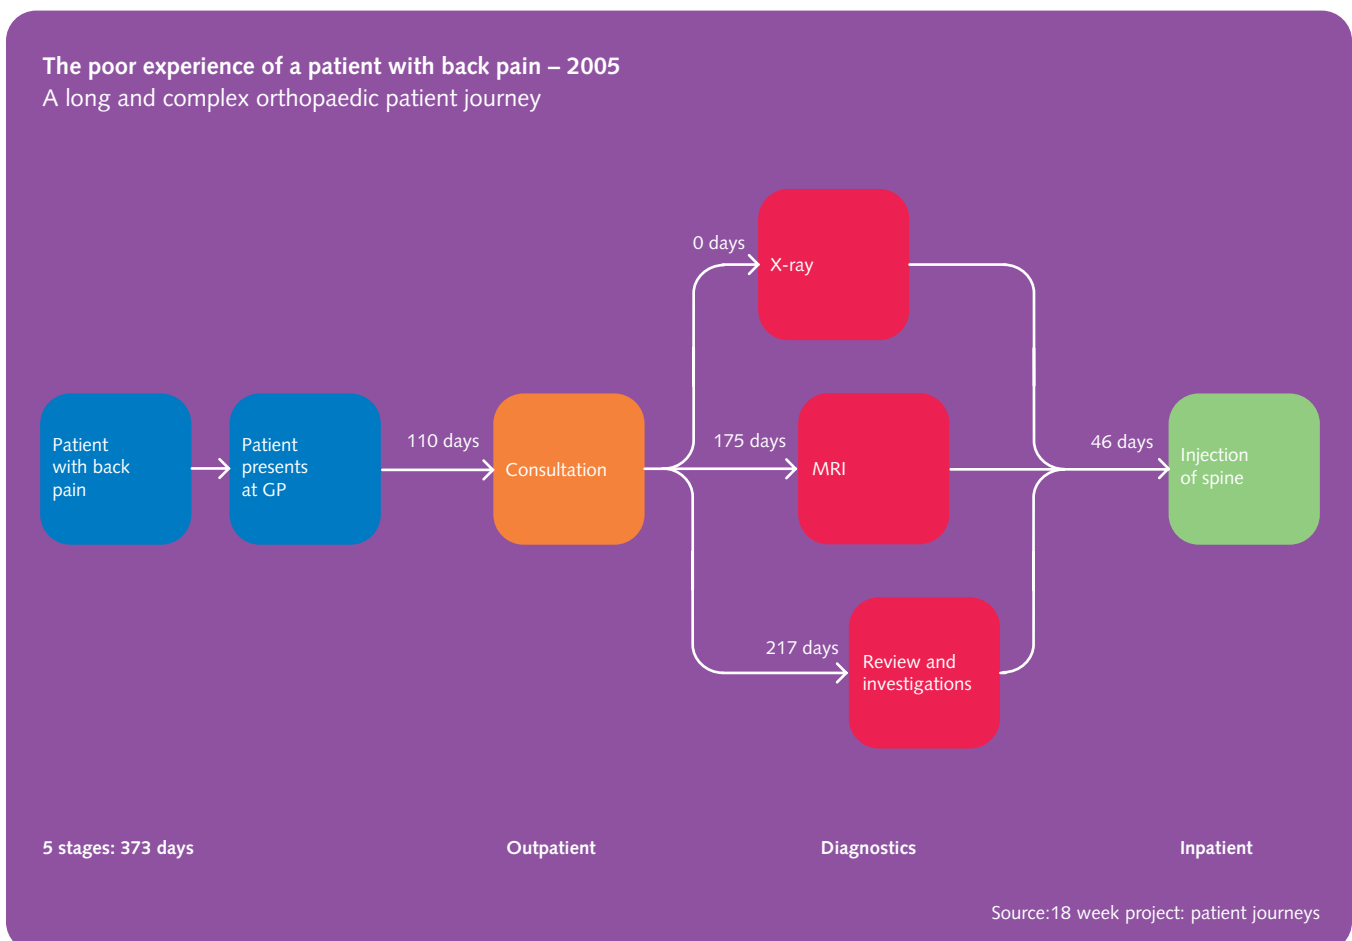 The poor experience of a patient with back pain – 2005
A long and complex orthopaedic patient journey
Patient
with back
pain
Patient
presents
at GP
110 days
Consultation
0 days
X-ray
175 days
MRI
217 days
Review and
investigations
46 days
Injection
of spine
5 stages: 373 days
Outpatient
Diagnostics
Inpatient
Source:18 week project: patient journeys